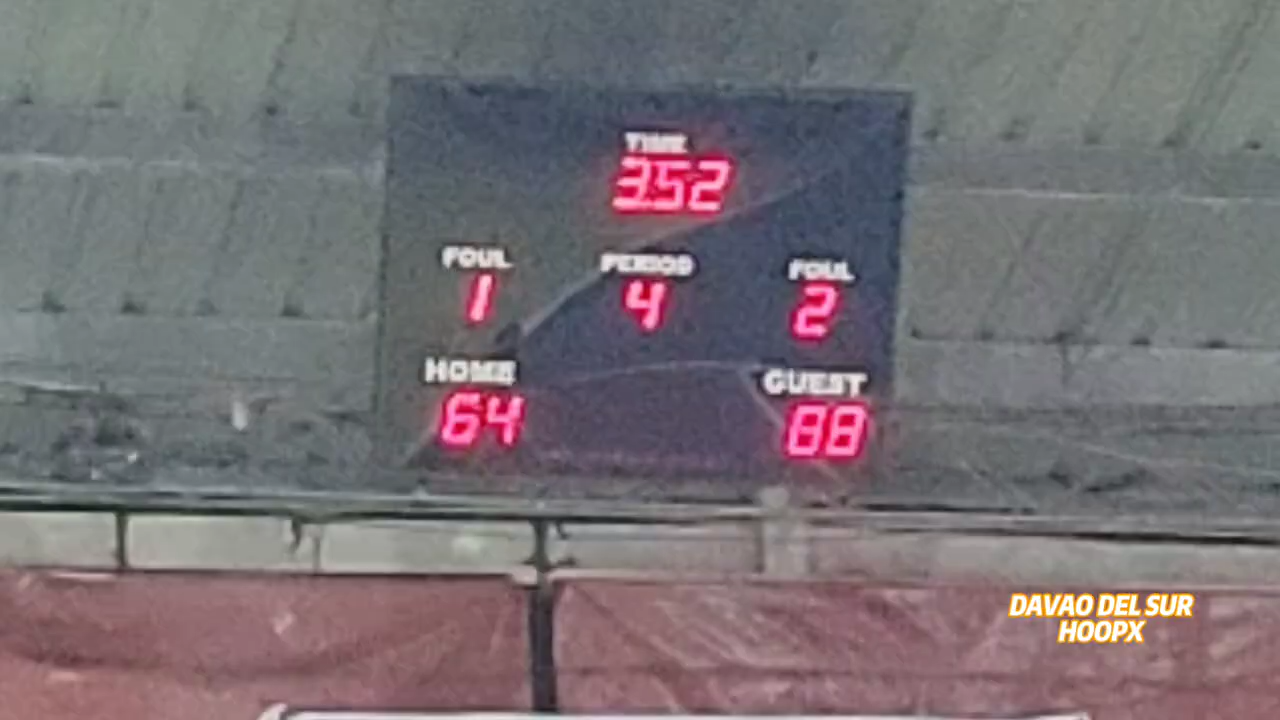 TIME
3:52
FOUL PERIOD FOUL
1 4 2
HOME GUEST
64 88
DAVAO DEL SUR
HOOPX